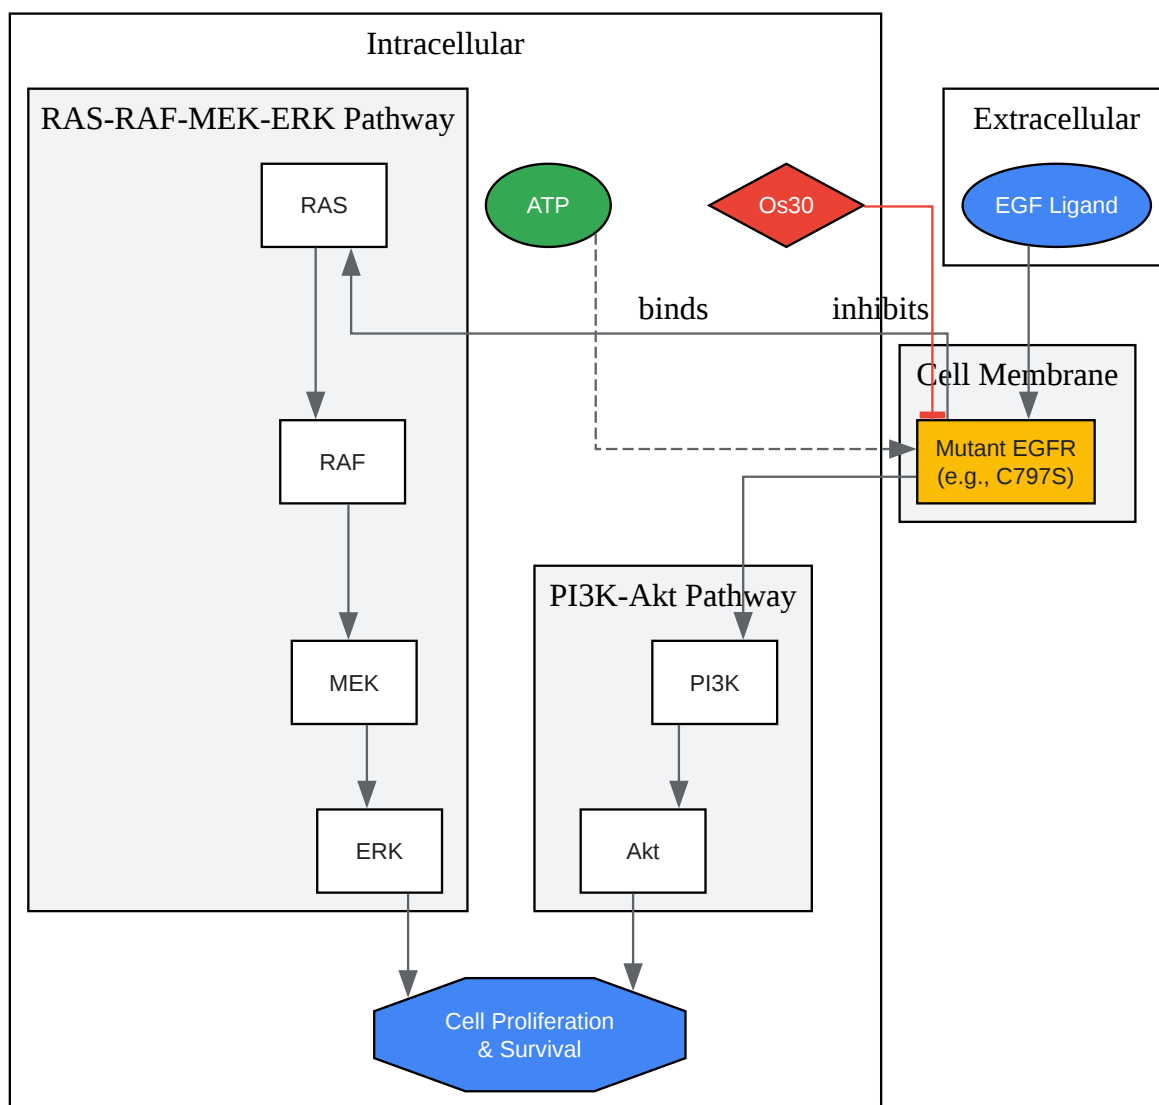 Intracellular
RAS-RAF-MEK-ERK Pathway
Extracellular
RAS
ATP
Os30
EGF Ligand
binds
inhibits
Cell Membrane
Mutant EGFR
(e.g., C797S)
RAF
PI3K-Akt Pathway
MEK
PI3K
ERK
Akt
Cell Proliferation
& Survival